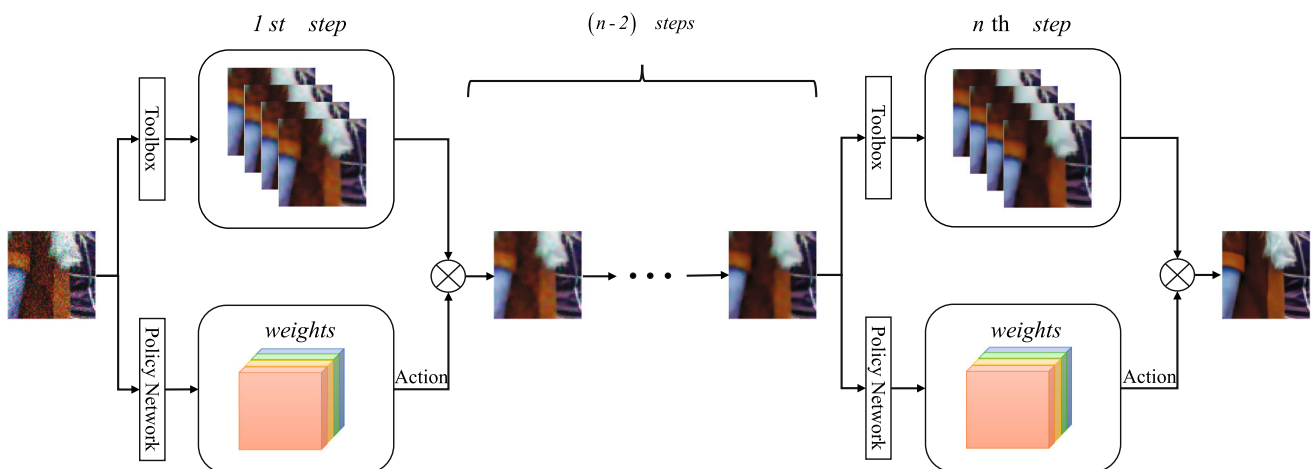 1 st step
(n-2) steps
n th step
Toolbox
Toolbox
Policy Network
weights
Action
Policy Network
weights
Action